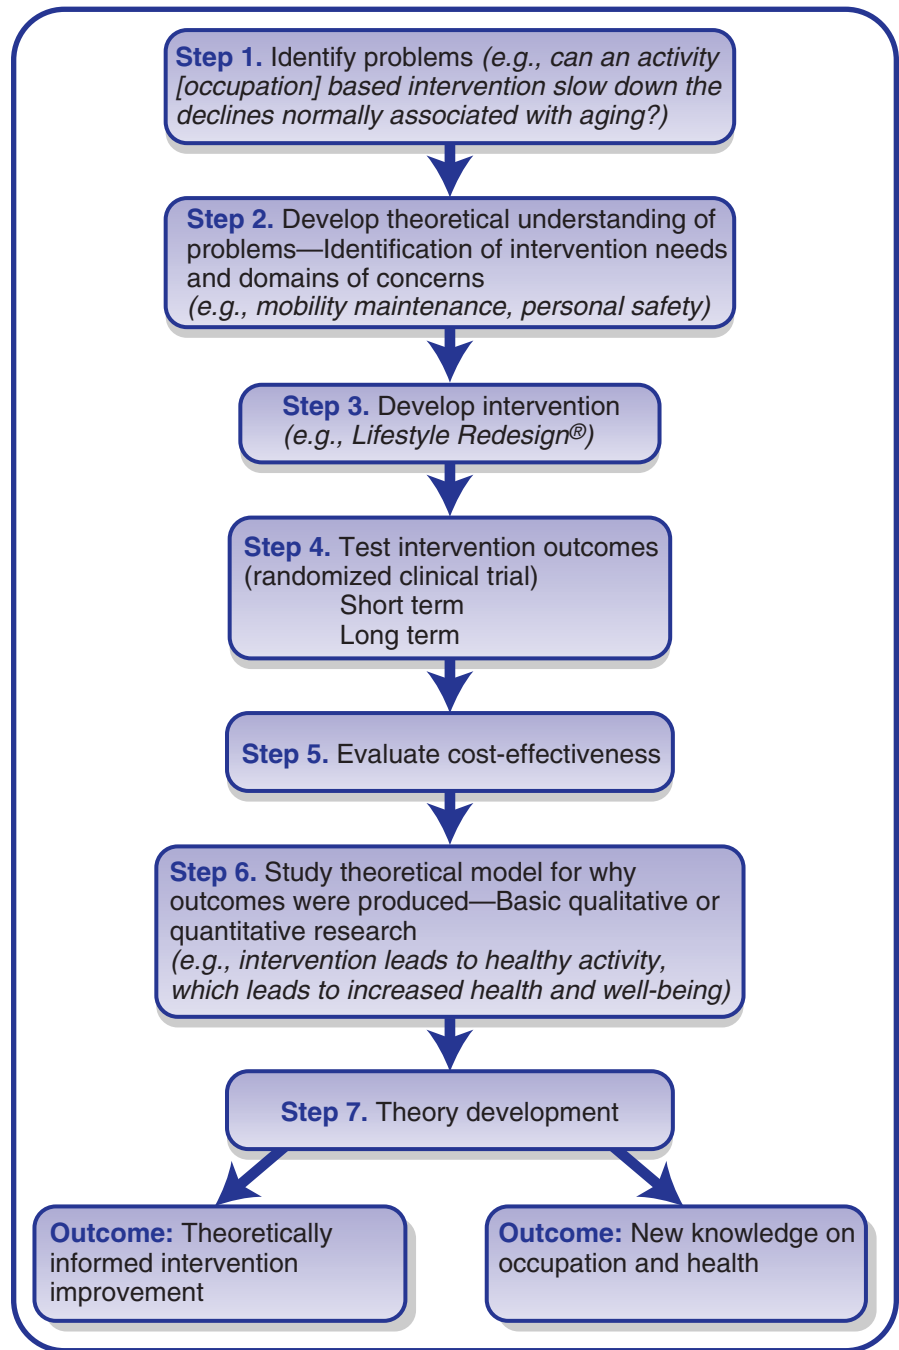 Step 1. Identify problems (e.g., can an activity
[occupation] based intervention slow down the
declines normally associated with aging?)
Step 2. Develop theoretical understanding of
problems—Identification of intervention needs
and domains of concerns
(e.g., mobility maintenance, personal safety)
Step 3. Develop intervention
(e.g., Lifestyle Redesign®)
Step 4. Test intervention outcomes
(randomized clinical trial)
Short term
Long term
Step 5. Evaluate cost-effectiveness
Step 6. Study theoretical model for why
outcomes were produced—Basic qualitative or
quantitative research
(e.g., intervention leads to healthy activity,
which leads to increased health and well-being)
Step 7. Theory development
Outcome: Theoretically
informed intervention
improvement
Outcome: New knowledge on
occupation and health